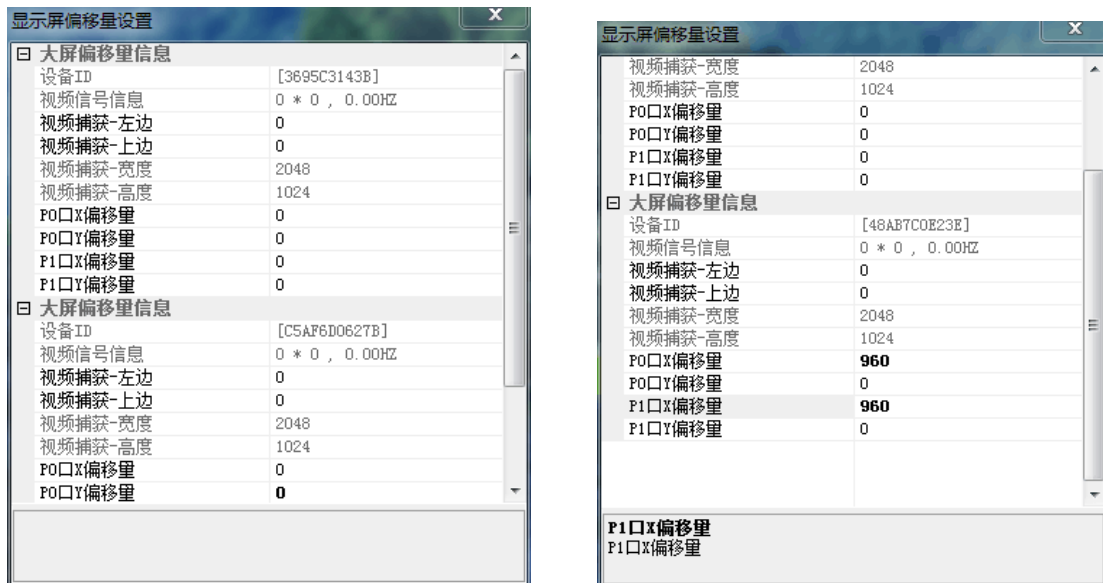 显示屏偏移量设置
大屏偏移量信息
设备ID [3695C3143B]
视频信号信息 0 * 0 , 0.00HZ
视频捕获-左边 0
视频捕获-上边 0
视频捕获-宽度 2048
视频捕获-高度 1024
P0口X偏移量 0
P0口Y偏移量 0
P1口X偏移量 0
P1口Y偏移量 0
大屏偏移量信息
设备ID [C5AF6D0627B]
视频信号信息 0 * 0 , 0.00HZ
视频捕获-左边 0
视频捕获-上边 0
视频捕获-宽度 2048
视频捕获-高度 1024
P0口X偏移量 0
P0口Y偏移量 0
显示屏偏移量设置
视频捕获-宽度 2048
视频捕获-高度 1024
P0口X偏移量 0
P0口Y偏移量 0
P1口X偏移量 0
P1口Y偏移量 0
大屏偏移量信息
设备ID [48AB7C0E23E]
视频信号信息 0 * 0 , 0.00HZ
视频捕获-左边 0
视频捕获-上边 0
视频捕获-宽度 2048
视频捕获-高度 1024
P0口X偏移量 960
P0口Y偏移量 0
P1口X偏移量 960
P1口Y偏移量 0
P1口X偏移量
P1口X偏移量